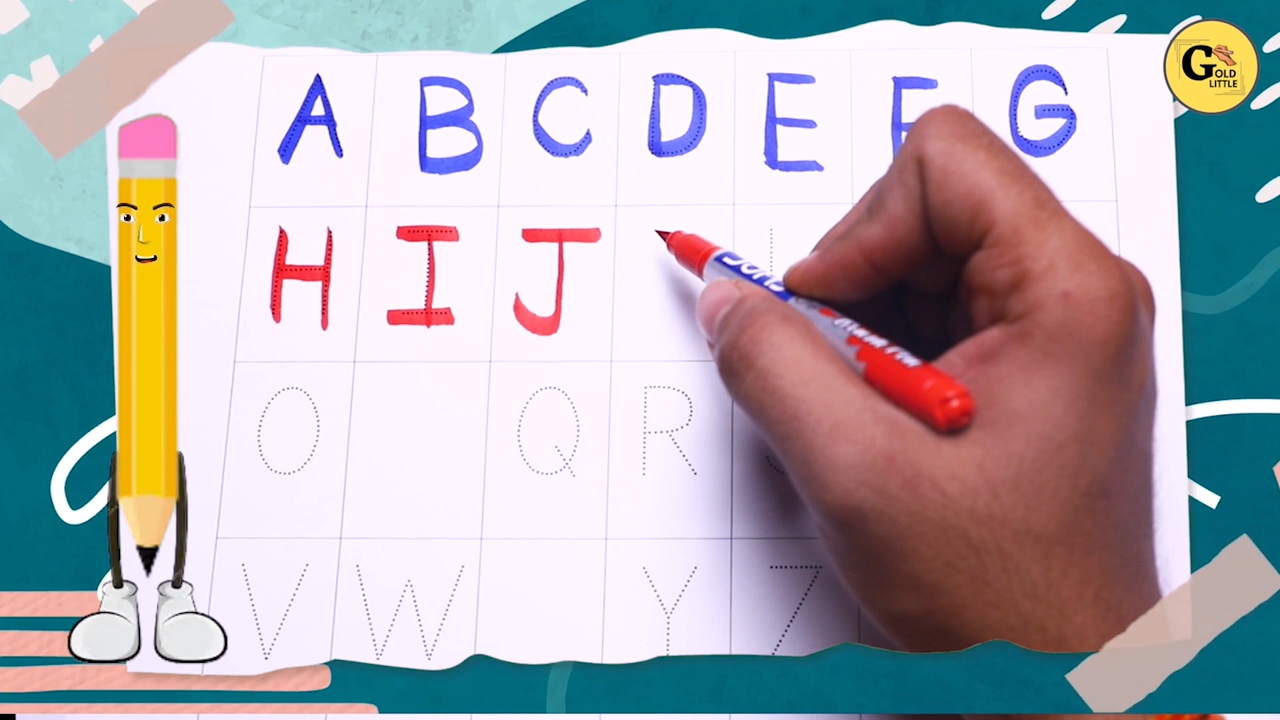 GOLD
LITTLE
A B C D E F G
H I J
O Q R
V W Y Z